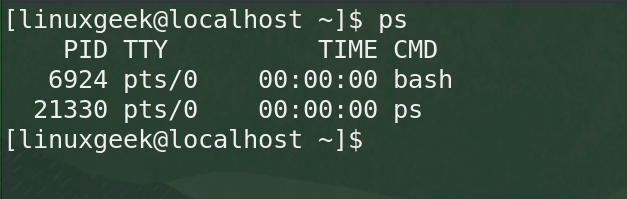 [linuxgeek@localhost ~]$ ps
    PID TTY          TIME CMD
   6924 pts/0    00:00:00 bash
  21330 pts/0    00:00:00 ps
[linuxgeek@localhost ~]$